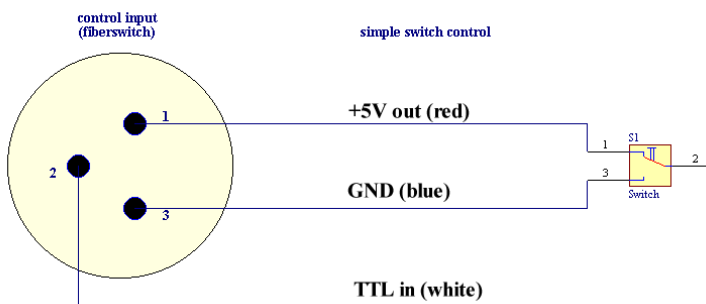 control input
(fiberswitch)
simple switch control
1
+5V out (red)
S1
1
2
2
3
GND (blue)
3
Switch
TTL in (white)